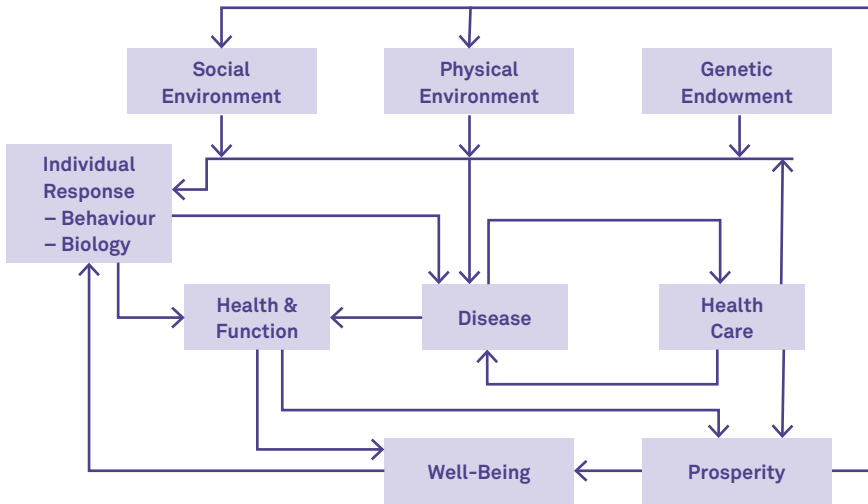 Social
Environment
Physical
Environment
Genetic
Endowment
Individual
Response
– Behaviour
– Biology
Health &
Function
Disease
Health
Care
Well-Being
Prosperity